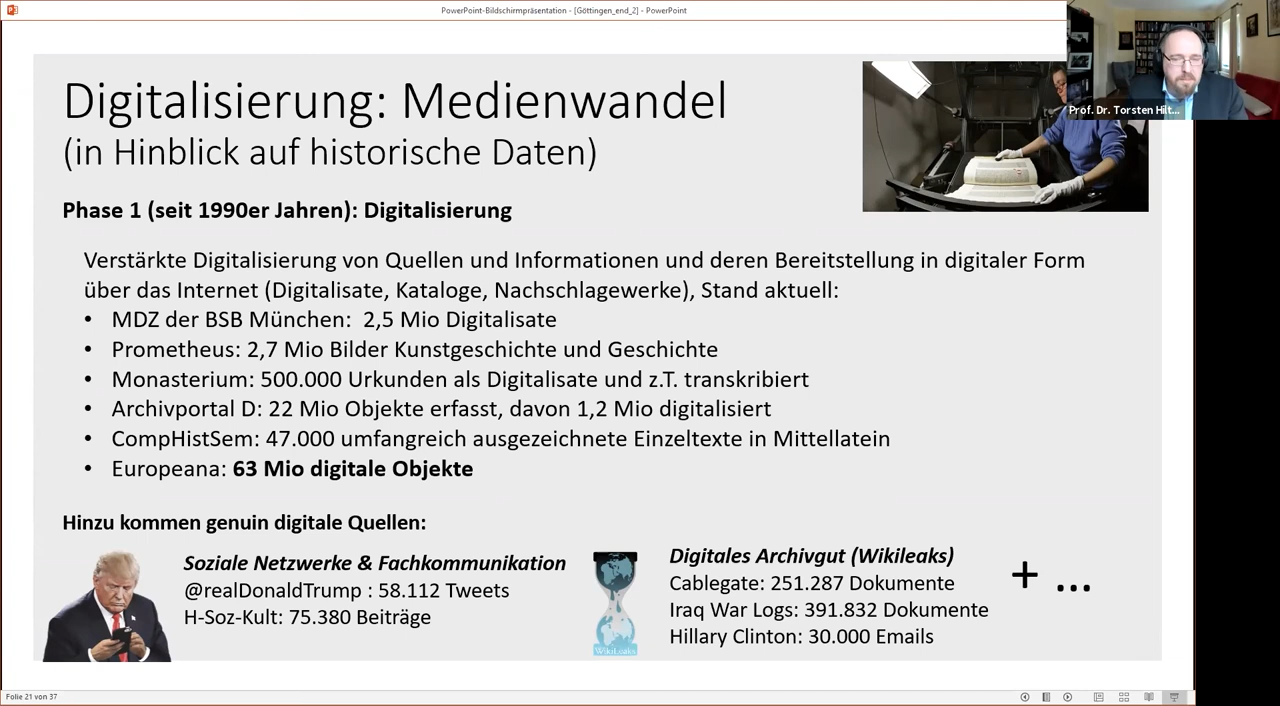 PowerPoint-Bildschirmpräsentation - [Göttingen_end_2] - PowerPoint
Prof. Dr. Torsten Hilt...
Digitalisierung: Medienwandel
(in Hinblick auf historische Daten)
Phase 1 (seit 1990er Jahren): Digitalisierung
Verstärkte Digitalisierung von Quellen und Informationen und deren Bereitstellung in digitaler Form
über das Internet (Digitalisate, Kataloge, Nachschlagewerke), Stand aktuell:
• MDZ der BSB München: 2,5 Mio Digitalisate
• Prometheus: 2,7 Mio Bilder Kunstgeschichte und Geschichte
• Monasterium: 500.000 Urkunden als Digitalisate und z.T. transkribiert
• Archivportal D: 22 Mio Objekte erfasst, davon 1,2 Mio digitalisiert
• CompHistSem: 47.000 umfangreich ausgezeichnete Einzeltexte in Mittellatein
• Europeana: 63 Mio digitale Objekte
Hinzu kommen genuin digitale Quellen:
Soziale Netzwerke & Fachkommunikation
@realDonaldTrump : 58.112 Tweets
H-Soz-Kult: 75.380 Beiträge
WikiLeaks
Digitales Archivgut (Wikileaks)
Cablegate: 251.287 Dokumente
Iraq War Logs: 391.832 Dokumente
Hillary Clinton: 30.000 Emails
+ ...
Folie 21 von 37